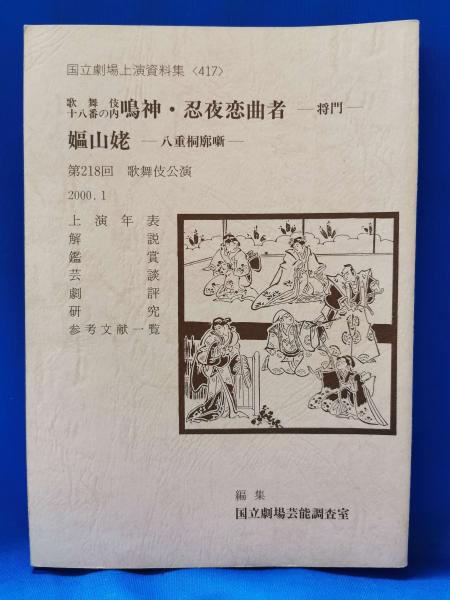 国立劇場上演資料集〈417〉
歌舞伎十八番の内 鳴神・忍夜恋曲者 ―将門―
嫗山姥 ―八重桐廓噺―
第218回 歌舞伎公演
2000.1
上演年表
解説
鑑賞
芸談
劇評
研究
参考文献一覧
編集
国立劇場芸能調査室